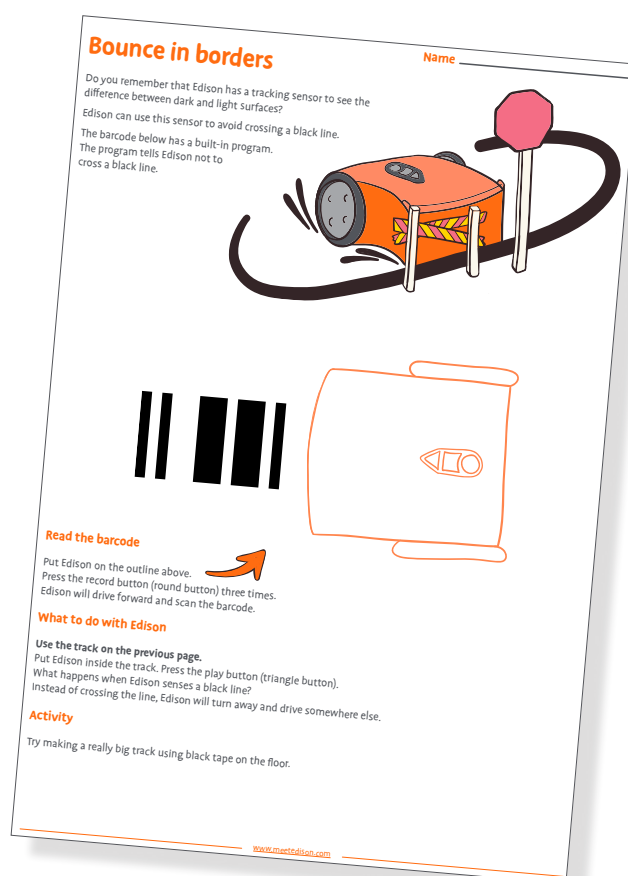 Bounce in borders
Name
Do you remember that Edison has a tracking sensor to see the
difference between dark and light surfaces?
Edison can use this sensor to avoid crossing a black line.
The barcode below has a built-in program.
The program tells Edison not to
cross a black line.
Read the barcode
Put Edison on the outline above.
Press the record button (round button) three times.
Edison will drive forward and scan the barcode.
What to do with Edison
Use the track on the previous page.
Put Edison inside the track. Press the play button (triangle button).
What happens when Edison senses a black line?
Instead of crossing the line, Edison will turn away and drive somewhere else.
Activity
Try making a really big track using black tape on the floor.
www.meetedison.com